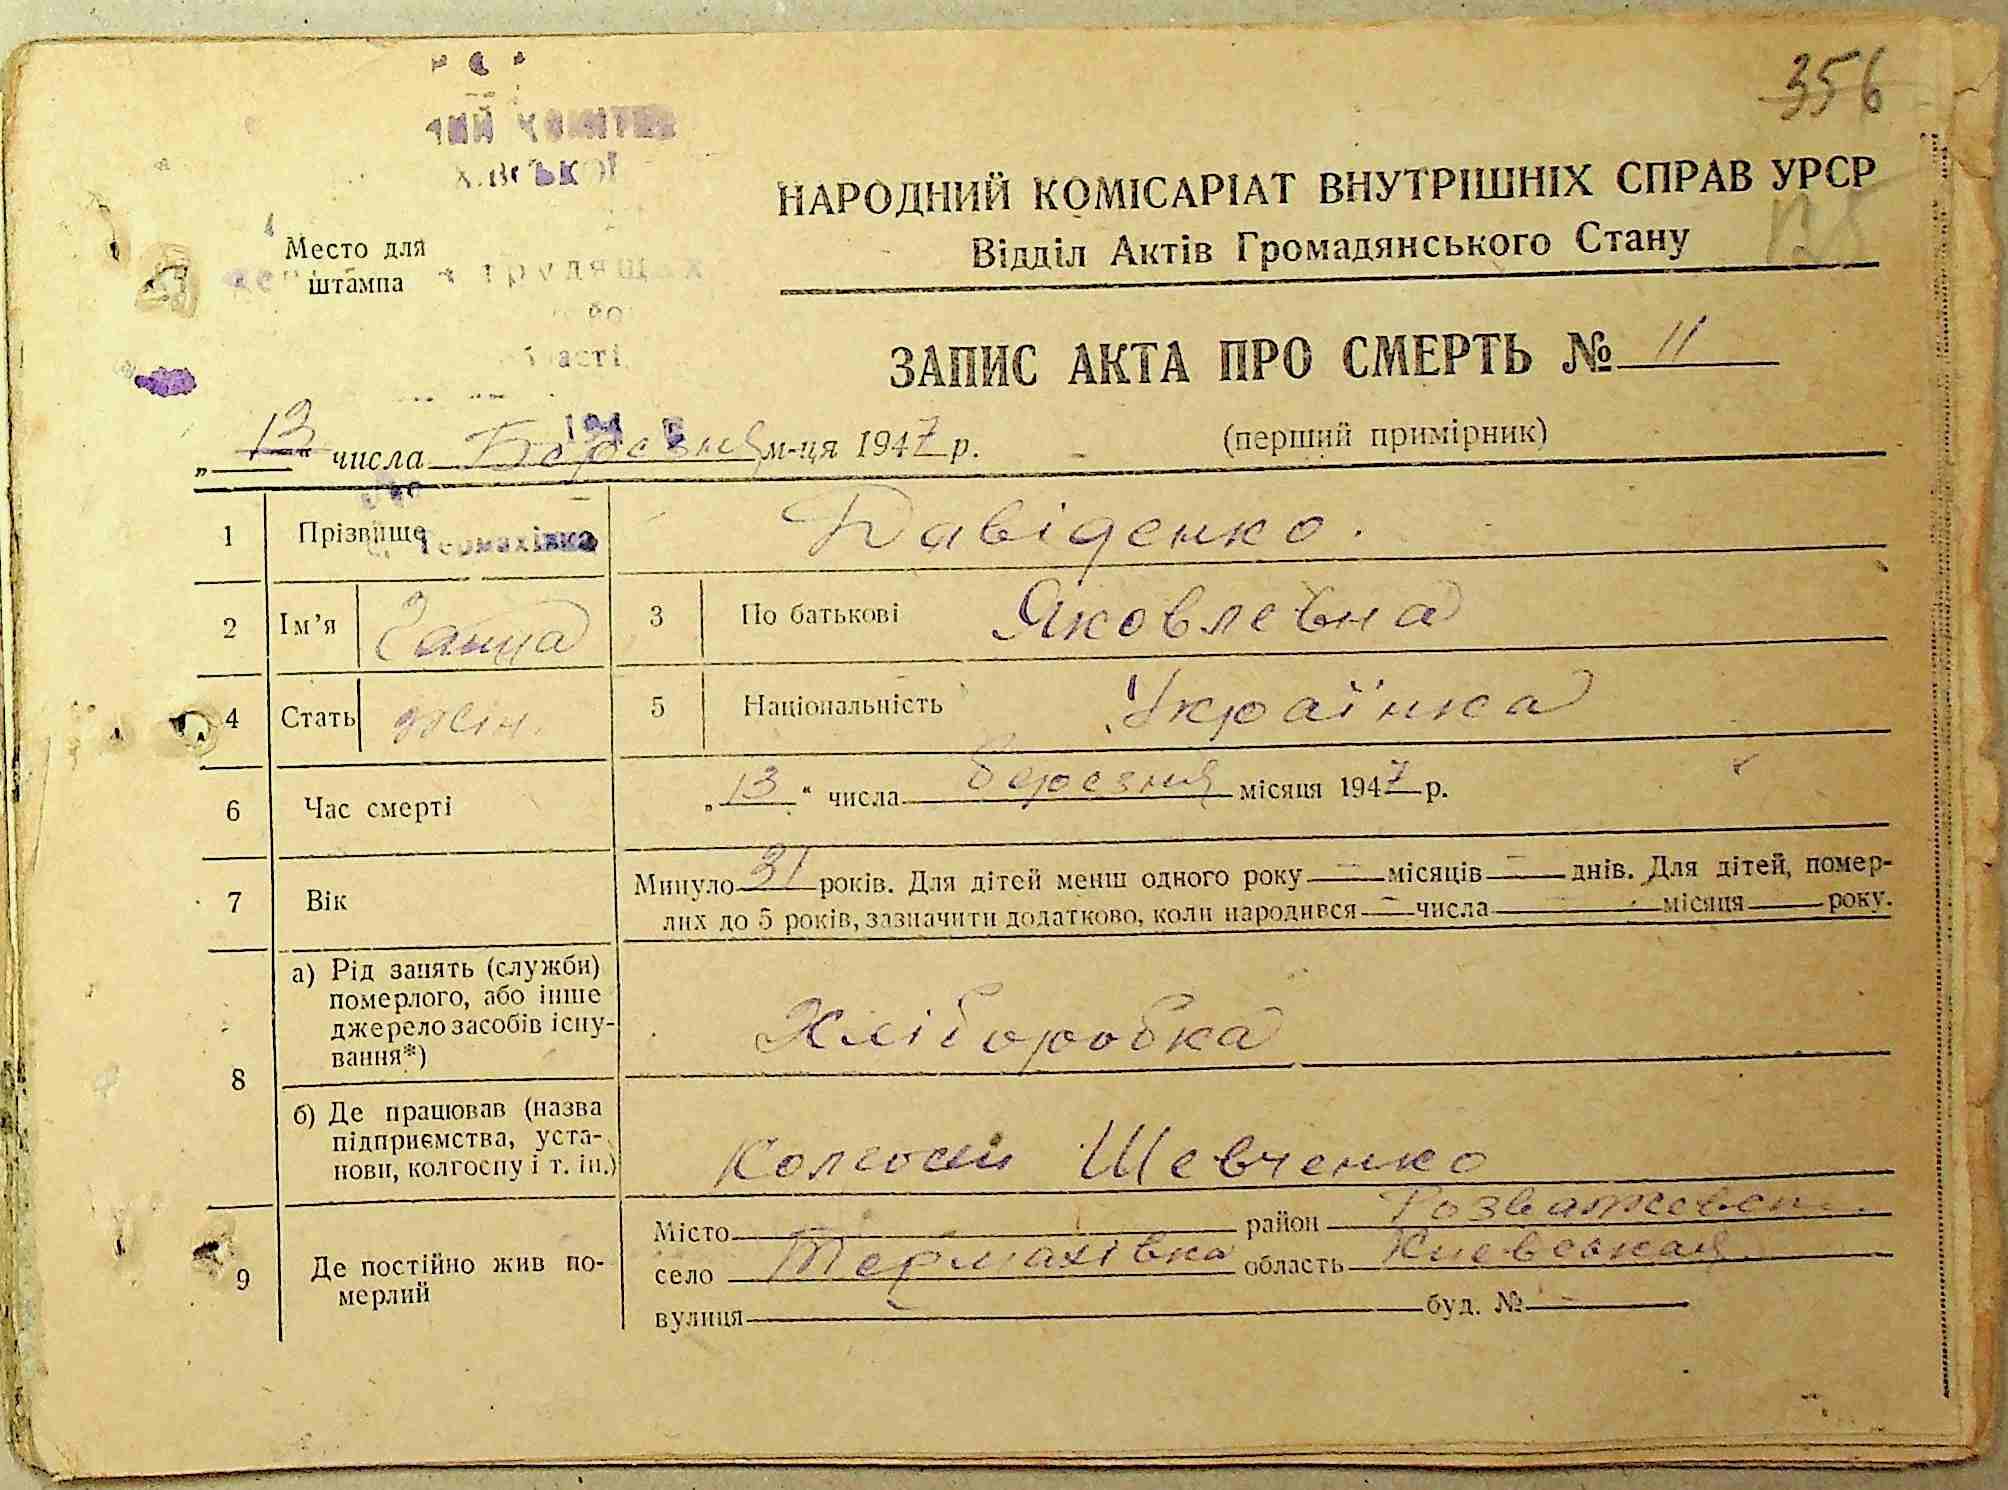 356
НАРОДНИЙ КОМІСАРІАТ ВНУТРІШНІХ СПРАВ УРСР
Відділ Актів Громадянського Стану
Место для
штампа
трудящих
ЗАПИС АКТА ПРО СМЕРТЬ № 11
(перший примірник)
„13“ числа Березня м-ця 1947 р.
1 Прізвище Давіденко.
с. Термахівка
2 Ім'я Ганна 3 По батькові Яковлевна
4 Стать жін. 5 Національність Українка
6 Час смерті „13“ числа березня місяця 1947 р.
7 Вік Минуло 31 років. Для дітей менш одного року — місяців — днів. Для дітей, помер-
лих до 5 років, зазначити додатково, коли народився — числа — місяця — року.
8 а) Рід занять (служби)
померлого, або інше
джерело засобів існу-
вання*)
Хліборобка
б) Де працював (назва
підприємства, уста-
нови, колгоспу і т. ін.)
Колгосп Шевченко
9 Де постійно жив по-
мерлий
Місто район Розважевск.
село Термахівка область Киевськая
вулиця — буд. № —